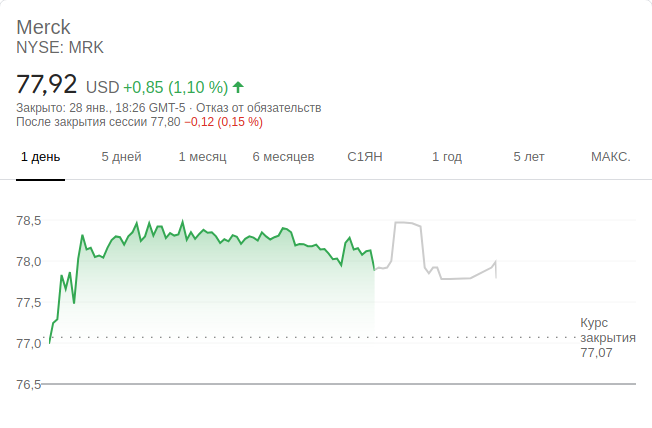 Merck
NYSE: MRK
77,92 USD +0,85 (1,10 %)
Закрыто: 28 янв., 18:26 GMT-5 · Отказ от обязательств
После закрытия сессии 77,80 −0,12 (0,15 %)
1 день 5 дней 1 месяц 6 месяцев С1ЯН 1 год 5 лет МАКС.
78,5
78,0
77,5
77,0
76,5
Курс
закрытия
77,07